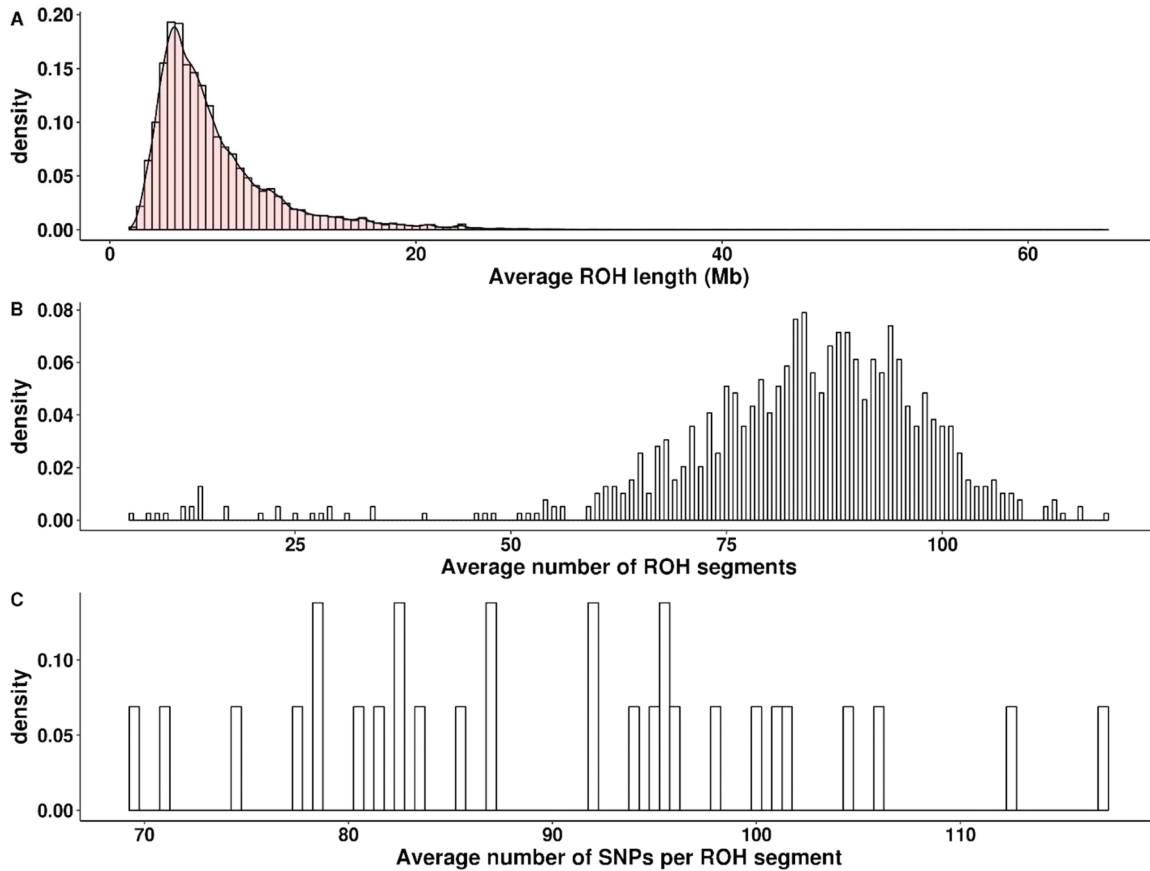 A
0.20
0.15
0.10
0.05
0.00
density
0 20 40 60
Average ROH length (Mb)
B
0.08
0.06
0.04
0.02
0.00
density
25 50 75 100
Average number of ROH segments
C
0.10
0.05
0.00
density
70 80 90 100 110
Average number of SNPs per ROH segment